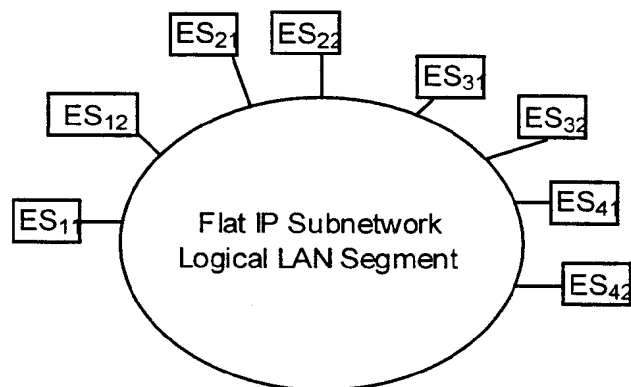 ES₂₁
ES₂₂
ES₃₁
ES₁₂
ES₃₂
ES₁₁
ES₄₁
Flat IP Subnetwork
Logical LAN Segment
ES₄₂